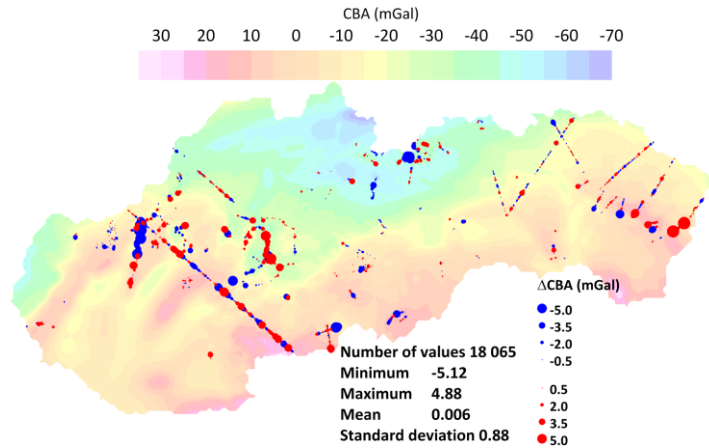 CBA (mGal)
30 20 10 0 -10 -20 -30 -40 -50 -60 -70
ΔCBA (mGal)
-5.0
-3.5
-2.0
-0.5
0.5
2.0
3.5
5.0
Number of values 18 065
Minimum -5.12
Maximum 4.88
Mean 0.006
Standard deviation 0.88